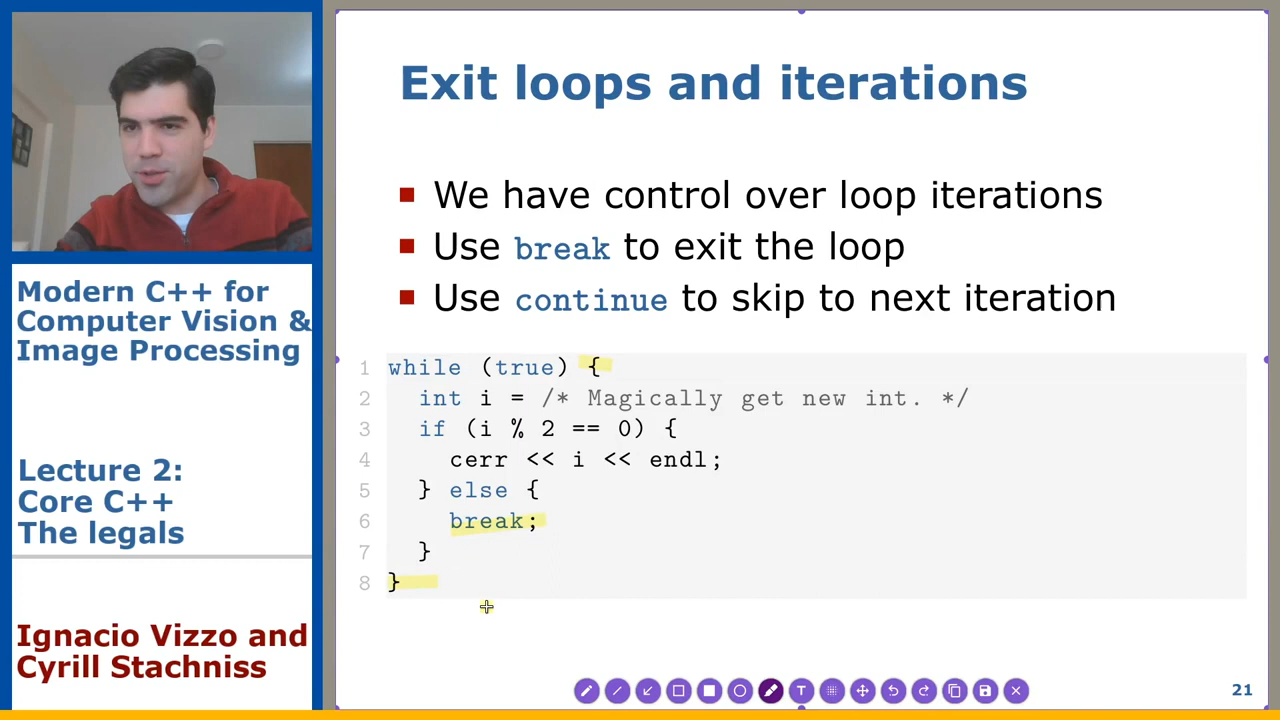 Exit loops and iterations
We have control over loop iterations
Use break to exit the loop
Use continue to skip to next iteration
1 while (true) {
2 int i = /* Magically get new int. */
3 if (i % 2 == 0) {
4 cerr << i << endl;
5 } else {
6 break;
7 }
8 }
Modern C++ for
Computer Vision &
Image Processing
Lecture 2:
Core C++
The legals
Ignacio Vizzo and
Cyrill Stachniss
T
21